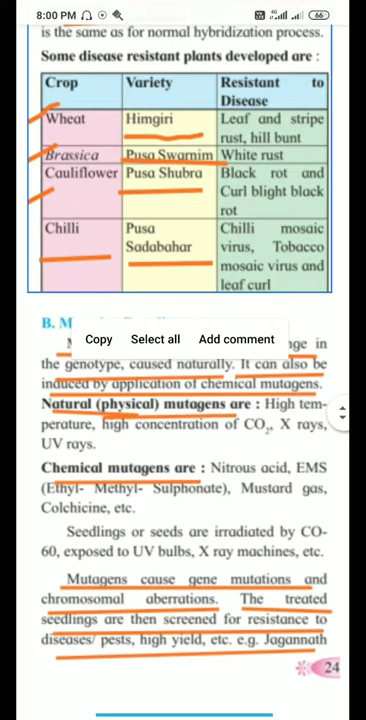 8:00 PM
66
is the same as for normal hybridization process.
Some disease resistant plants developed are :
Crop Variety Resistant to Disease
Wheat Himgiri Leaf and stripe rust, hill bunt
Brassica Pusa Swarnim White rust
Cauliflower Pusa Shubra Black rot and Curl blight black rot
Chilli Pusa Sadabahar Chilli mosaic virus, Tobacco mosaic virus and leaf curl
B. M
Copy Select all Add comment
nge in
the genotype, caused naturally. It can also be
induced by application of chemical mutagens.
Natural (physical) mutagens are : High tem-
perature, high concentration of CO₂, X rays,
UV rays.
Chemical mutagens are : Nitrous acid, EMS
(Ethyl- Methyl- Sulphonate), Mustard gas,
Colchicine, etc.
Seedlings or seeds are irradiated by CO-
60, exposed to UV bulbs, X ray machines, etc.
Mutagens cause gene mutations and
chromosomal aberrations. The treated
seedlings are then screened for resistance to
diseases/ pests, high yield, etc. e.g. Jagannath
24